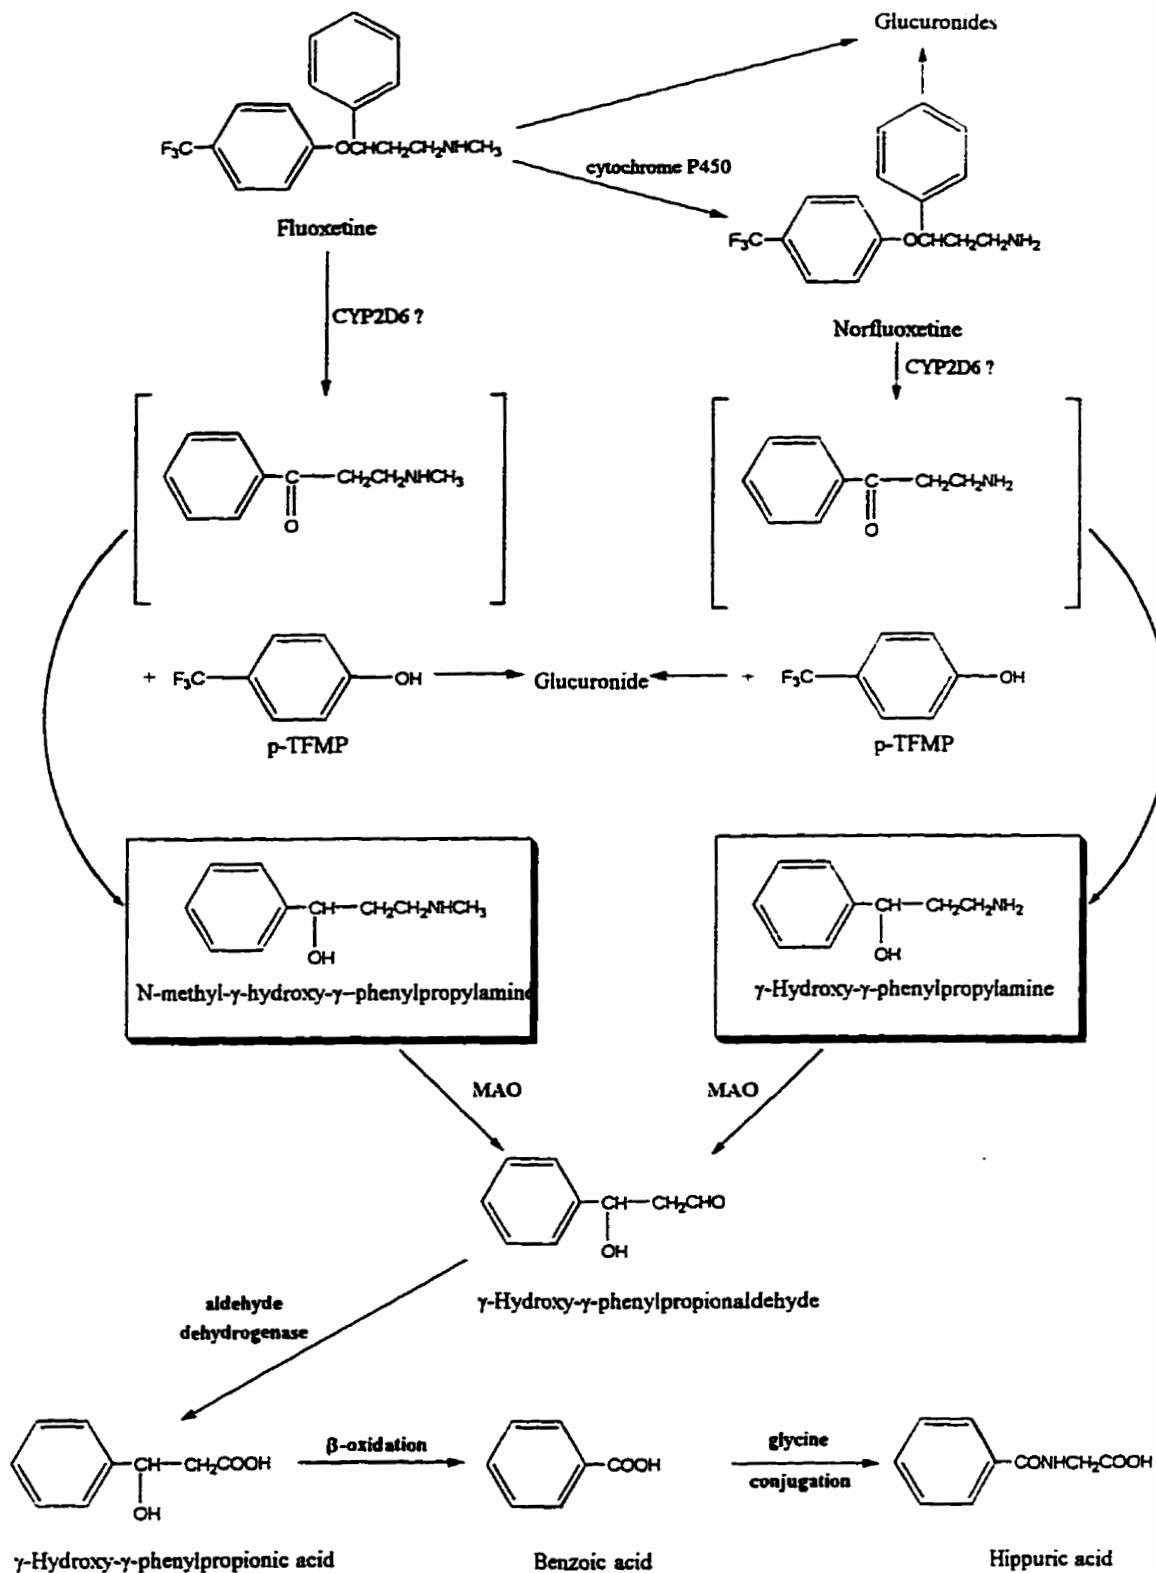 Glucuronides
F₃C
OCHCH₂CH₂NHCH₃
cytochrome P450
Fluoxetine
F₃C
OCHCH₂CH₂NH₂
CYP2D6 ?
Norfluoxetine
CYP2D6 ?
C—CH₂CH₂NHCH₃
O
C—CH₂CH₂NH₂
O
+ F₃C
OH
Glucuronide
+ F₃C
OH
p-TFMP
p-TFMP
CH—CH₂CH₂NHCH₃
OH
N-methyl-γ-hydroxy-γ-phenylpropylamine
CH—CH₂CH₂NH₂
OH
γ-Hydroxy-γ-phenylpropylamine
MAO
MAO
CH—CH₂CHO
OH
γ-Hydroxy-γ-phenylpropionaldehyde
aldehyde
dehydrogenase
CH—CH₂COOH
OH
β-oxidation
COOH
glycine
conjugation
CONHCH₂COOH
γ-Hydroxy-γ-phenylpropionic acid
Benzoic acid
Hippuric acid